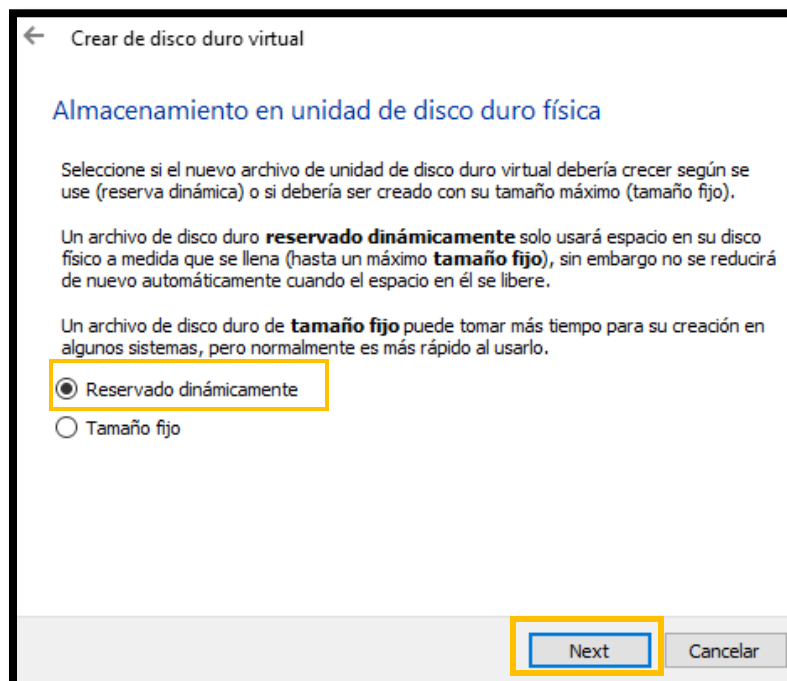 Crear de disco duro virtual
Almacenamiento en unidad de disco duro física
Seleccione si el nuevo archivo de unidad de disco duro virtual debería crecer según se
use (reserva dinámica) o si debería ser creado con su tamaño máximo (tamaño fijo).
Un archivo de disco duro reservado dinámicamente solo usará espacio en su disco
físico a medida que se llena (hasta un máximo tamaño fijo), sin embargo no se reducirá
de nuevo automáticamente cuando el espacio en él se libere.
Un archivo de disco duro de tamaño fijo puede tomar más tiempo para su creación en
algunos sistemas, pero normalmente es más rápido al usarlo.
Reservado dinámicamente
Tamaño fijo
Next Cancelar